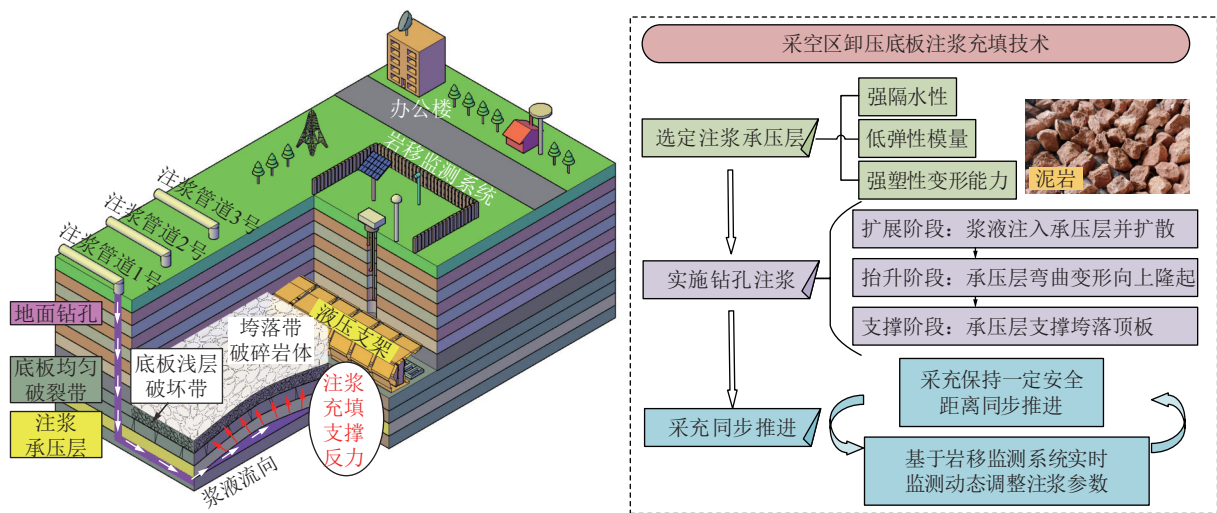 办公楼
岩移监测系统
注浆管道3号
注浆管道2号
注浆管道1号
地面钻孔
底板均匀
破裂带
注浆
承压层
底板浅层
破坏带
垮落带
破碎岩体
液压支架
注浆
充填
支撑
反力
浆液流向
采空区卸压底板注浆充填技术
选定注浆承压层
强隔水性
低弹性模量
强塑性变形能力
泥岩
实施钻孔注浆
扩展阶段：浆液注入承压层并扩散
抬升阶段：承压层弯曲变形向上隆起
支撑阶段：承压层支撑垮落顶板
采充同步推进
采充保持一定安全
距离同步推进
基于岩移监测系统实时
监测动态调整注浆参数